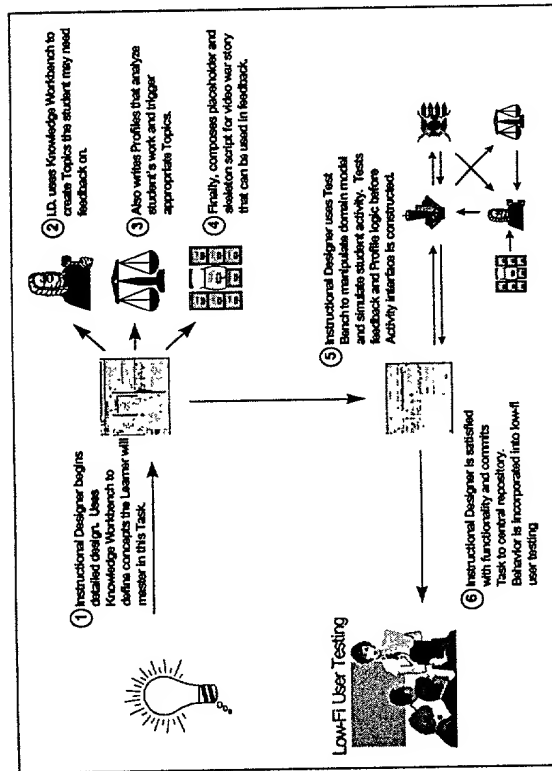 ① Instructional Designer begins
detailed design. Uses
Knowledge Workbench to
define concepts the Learner will
master in this Task.
② I.D. uses Knowledge Workbench to
create Topics the student may need
feedback on.
③ Also writes Profiles that analyze
student's work and trigger
appropriate Topics.
④ Finally, composes placeholder and
skeleton script for video war story
that can be used in feedback.
⑤ Instructional Designer uses Test
Bench to manipulate domain model
and simulate student activity. Tests
feedback and Profile logic before
Activity interface is constructed.
⑥ Instructional Designer is satisfied
with functionality and commits
Task to central repository.
Behavior is incorporated into low-fi
user testing
Low-Fi User Testing